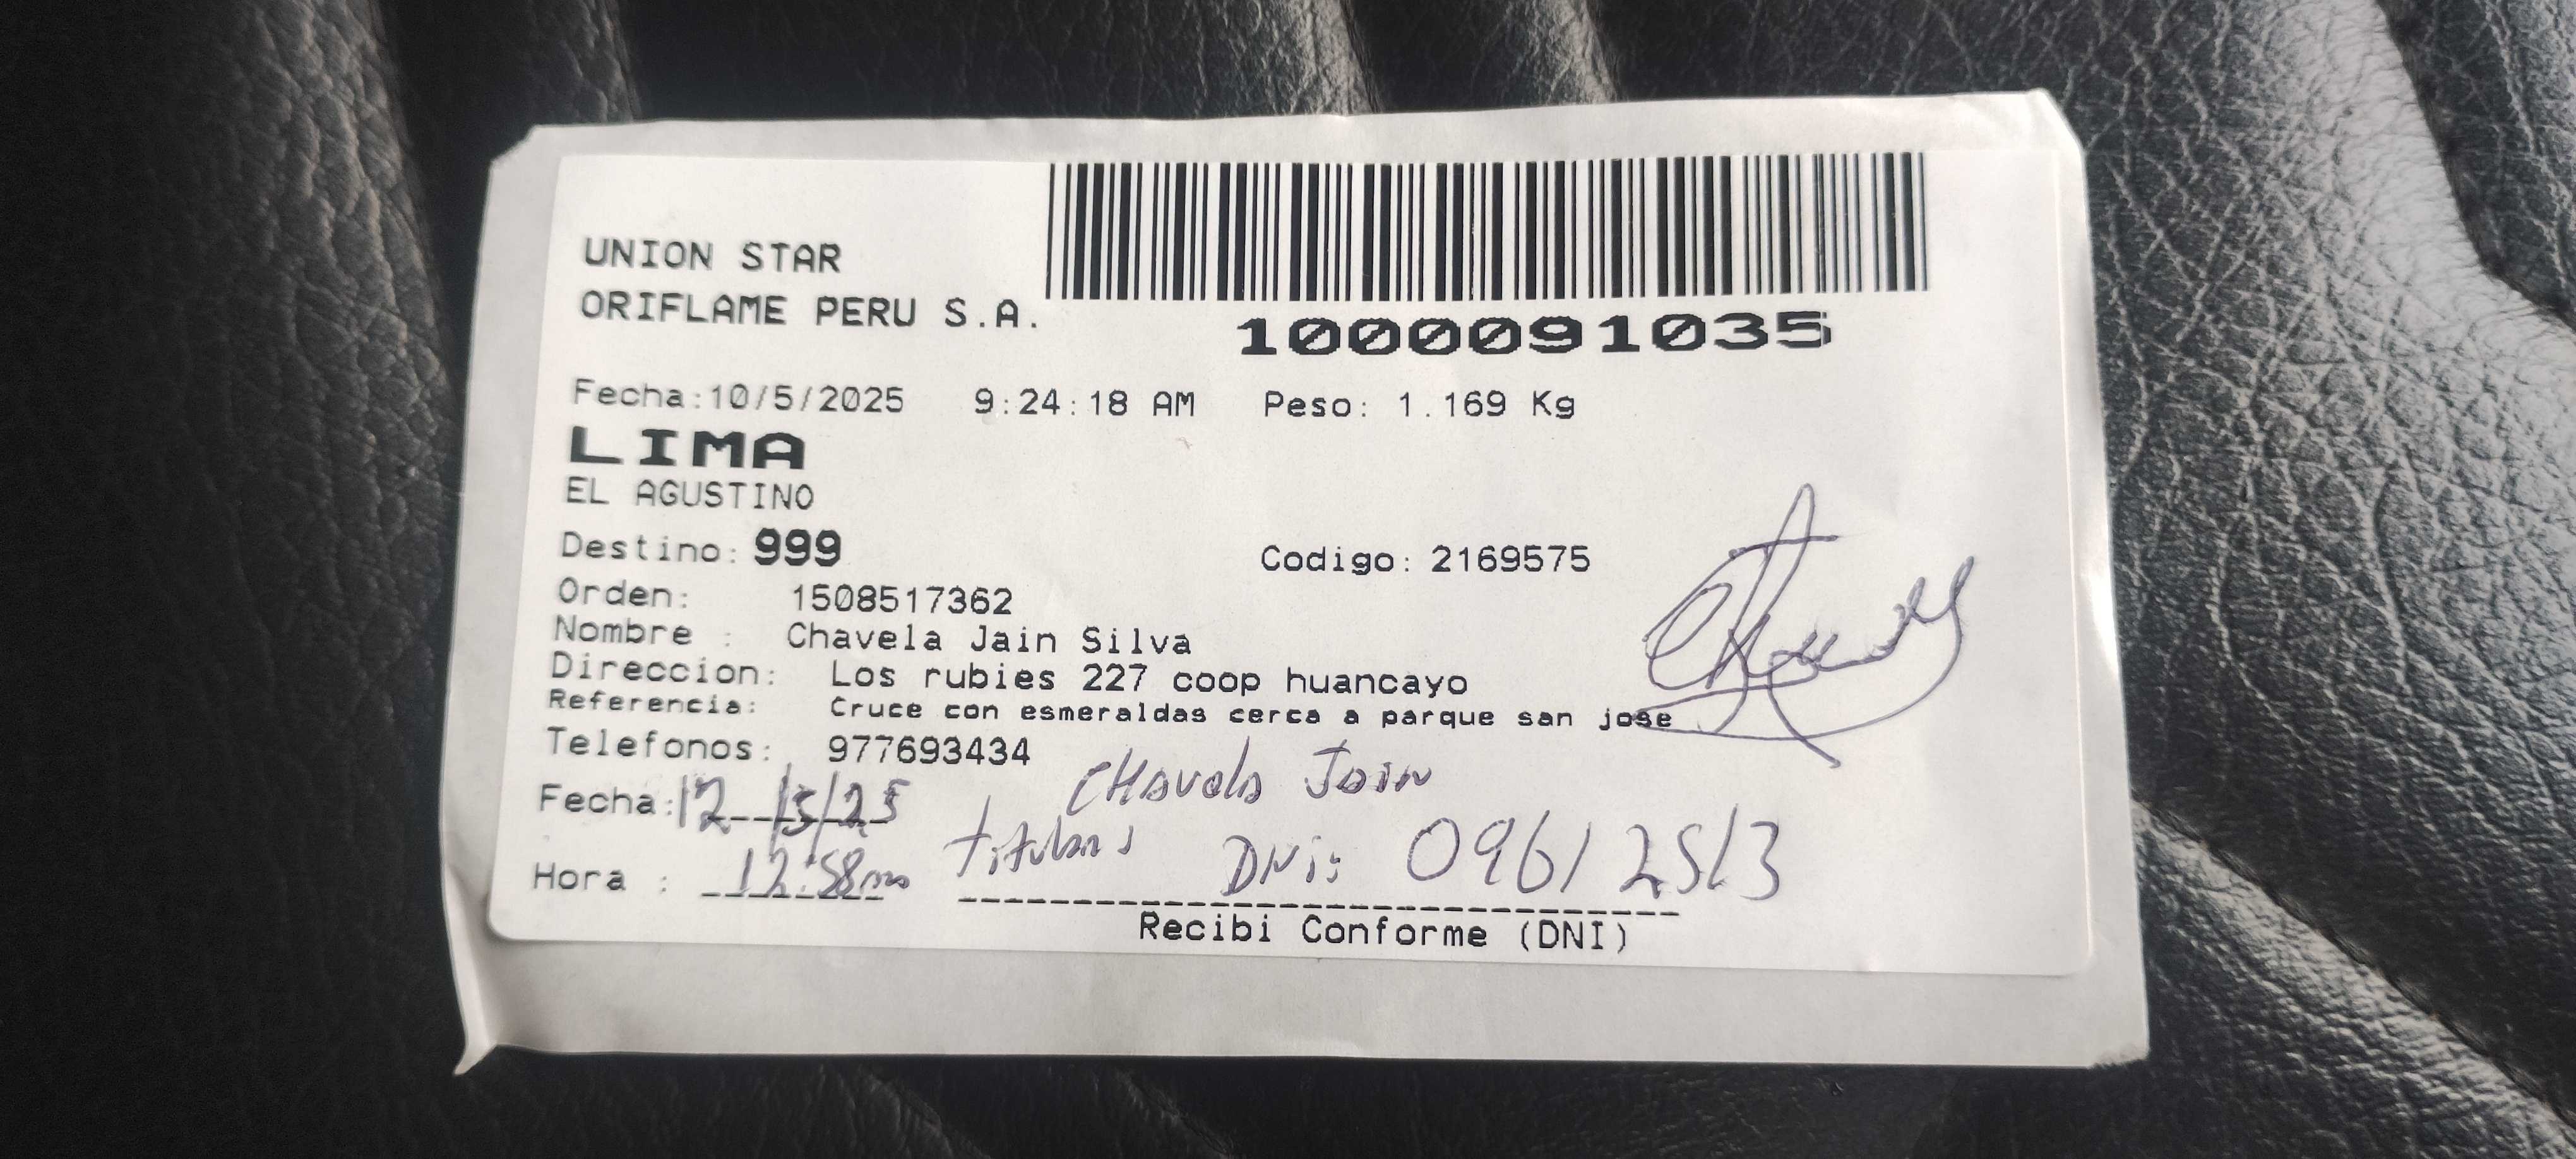 UNION STAR
ORIFLAME PERU S.A.
1000091035
Fecha:10/5/2025 9:24:18 AM Peso: 1.169 Kg
LIMA
EL AGUSTINO
Destino: 999 Codigo: 2169575
Orden: 1508517362
Nombre : Chavela Jain Silva
Direccion: Los rubies 227 coop huancayo
Referencia: Cruce con esmeraldas cerca a parque san jose
Telefonos: 977693434
CHavela Jain
Fecha:12/5/25
Hora : 12:58 DNi: 09612513
Recibi Conforme (DNI)